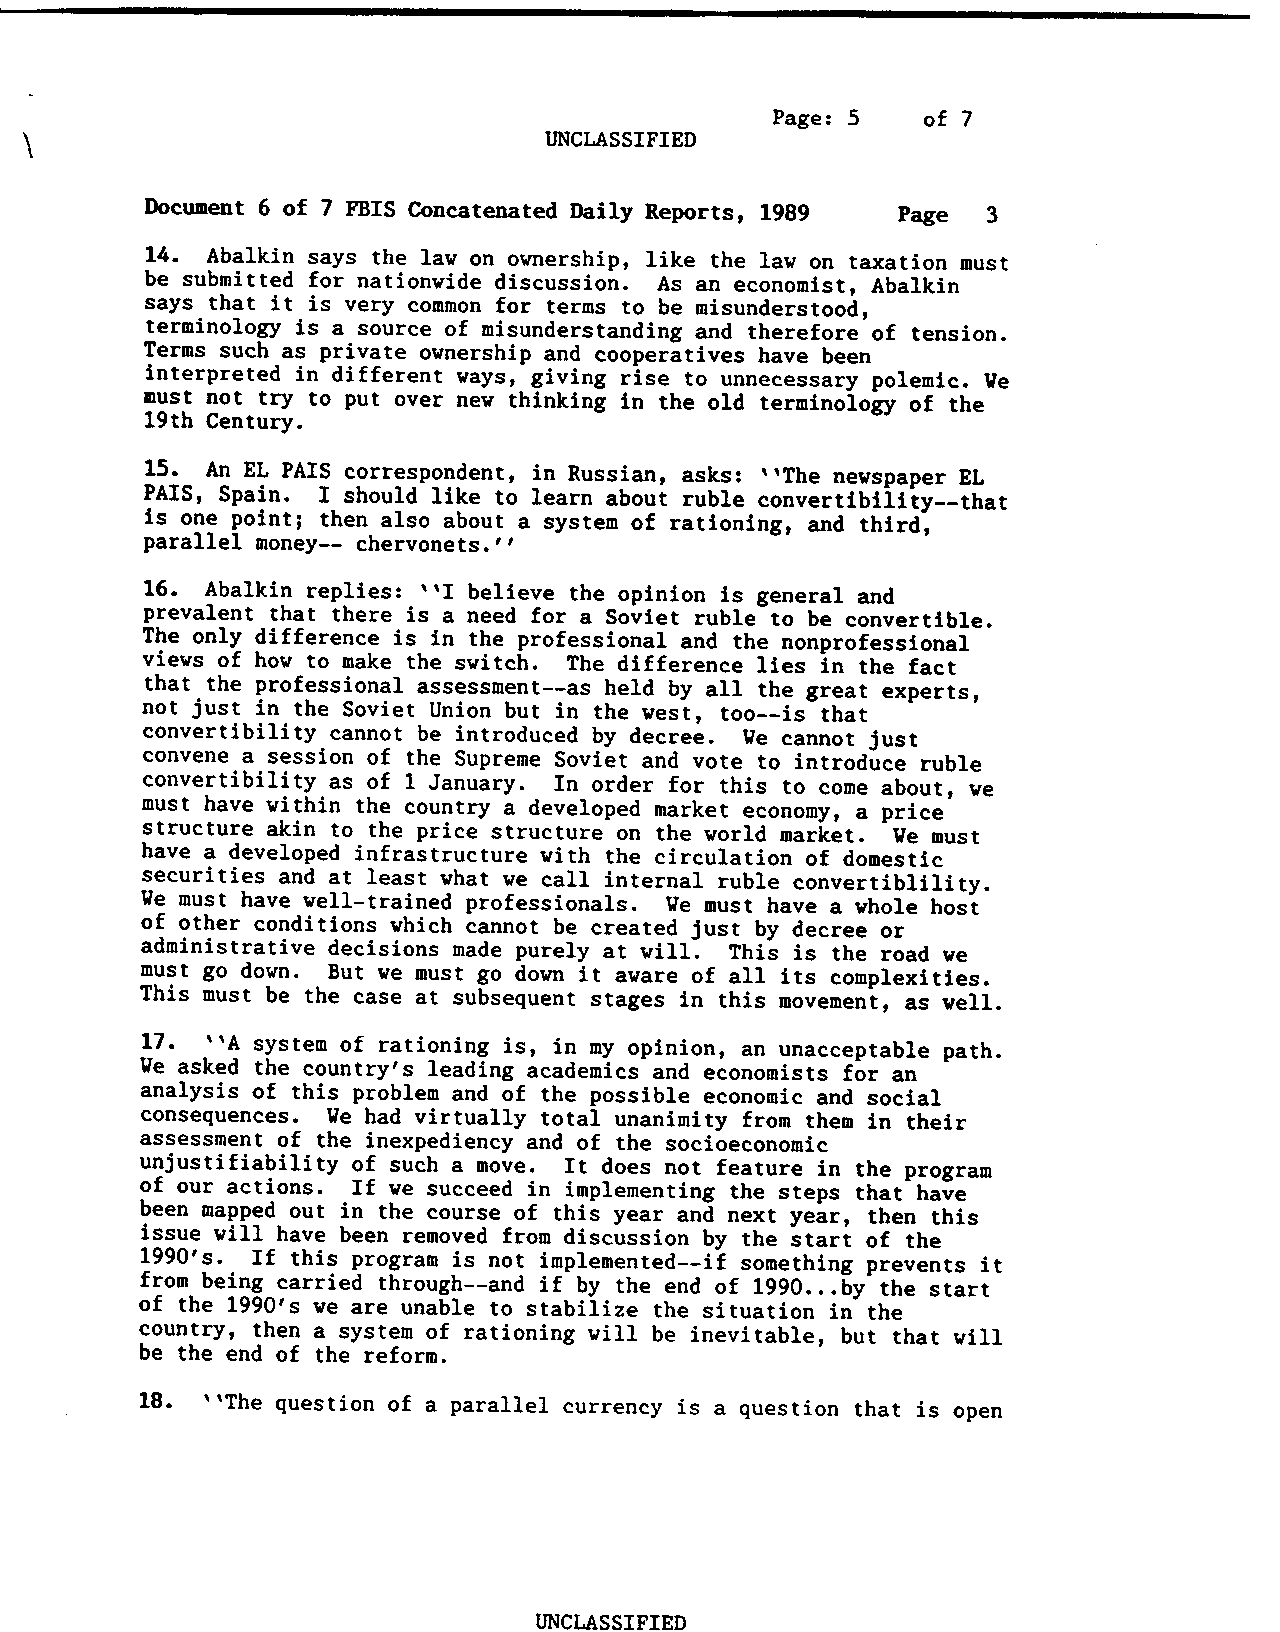 Page: 5 of 7
UNCLASSIFIED
Document 6 of 7 FBIS Concatenated Daily Reports, 1989 Page 3
14. Abalkin says the law on ownership, like the law on taxation must
be submitted for nationwide discussion. As an economist, Abalkin
says that it is very common for terms to be misunderstood,
terminology is a source of misunderstanding and therefore of tension.
Terms such as private ownership and cooperatives have been
interpreted in different ways, giving rise to unnecessary polemic. We
must not try to put over new thinking in the old terminology of the
19th Century.
15. An EL PAIS correspondent, in Russian, asks: ``The newspaper EL
PAIS, Spain. I should like to learn about ruble convertibility--that
is one point; then also about a system of rationing, and third,
parallel money-- chervonets.''
16. Abalkin replies: ``I believe the opinion is general and
prevalent that there is a need for a Soviet ruble to be convertible.
The only difference is in the professional and the nonprofessional
views of how to make the switch. The difference lies in the fact
that the professional assessment--as held by all the great experts,
not just in the Soviet Union but in the west, too--is that
convertibility cannot be introduced by decree. We cannot just
convene a session of the Supreme Soviet and vote to introduce ruble
convertibility as of 1 January. In order for this to come about, we
must have within the country a developed market economy, a price
structure akin to the price structure on the world market. We must
have a developed infrastructure with the circulation of domestic
securities and at least what we call internal ruble convertiblility.
We must have well-trained professionals. We must have a whole host
of other conditions which cannot be created just by decree or
administrative decisions made purely at will. This is the road we
must go down. But we must go down it aware of all its complexities.
This must be the case at subsequent stages in this movement, as well.
17. ``A system of rationing is, in my opinion, an unacceptable path.
We asked the country's leading academics and economists for an
analysis of this problem and of the possible economic and social
consequences. We had virtually total unanimity from them in their
assessment of the inexpediency and of the socioeconomic
unjustifiability of such a move. It does not feature in the program
of our actions. If we succeed in implementing the steps that have
been mapped out in the course of this year and next year, then this
issue will have been removed from discussion by the start of the
1990's. If this program is not implemented--if something prevents it
from being carried through--and if by the end of 1990...by the start
of the 1990's we are unable to stabilize the situation in the
country, then a system of rationing will be inevitable, but that will
be the end of the reform.
18. ``The question of a parallel currency is a question that is open
UNCLASSIFIED